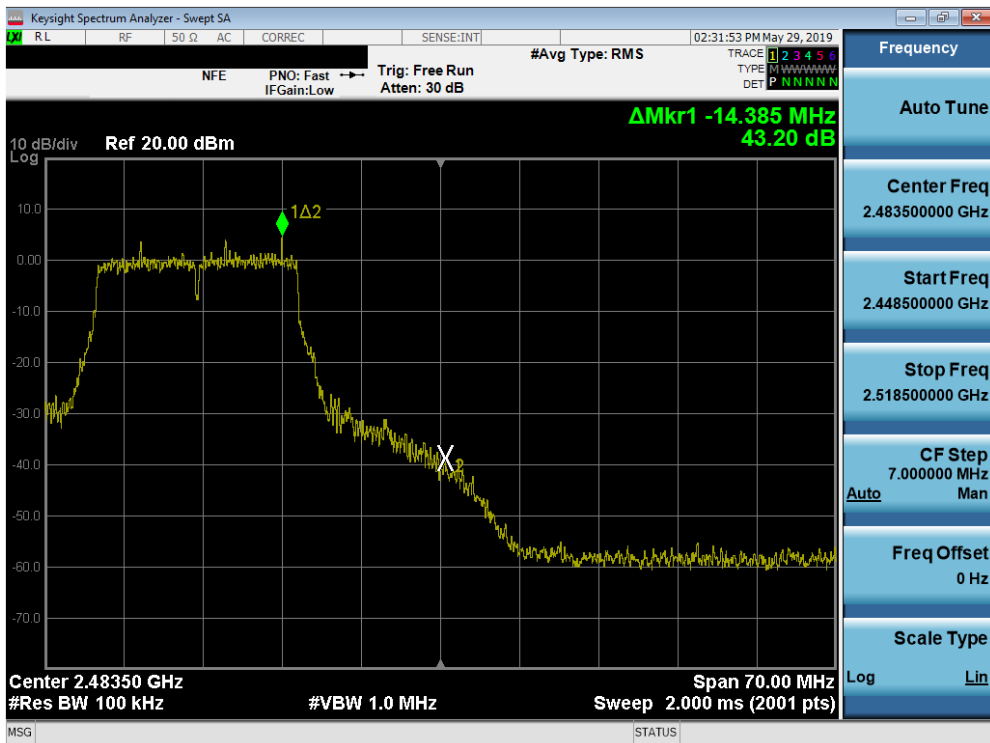 Keysight Spectrum Analyzer - Swept SA
LXI RL RF 50 Ω AC CORREC SENSE:INT 02:31:53 PM May 29, 2019
NFE PNO: Fast IFGain:Low
Trig: Free Run
Atten: 30 dB
#Avg Type: RMS
TRACE 1 2 3 4 5 6
TYPE M WWWWW
DET P N N N N N
ΔMkr1 -14.385 MHz
43.20 dB
10 dB/div Ref 20.00 dBm
Log
10.0
0.00
-10.0
-20.0
-30.0
-40.0
-50.0
-60.0
-70.0
1Δ2
X2
Center 2.48350 GHz Span 70.00 MHz
#Res BW 100 kHz #VBW 1.0 MHz Sweep 2.000 ms (2001 pts)
MSG STATUS
Frequency
Auto Tune
Center Freq
2.483500000 GHz
Start Freq
2.448500000 GHz
Stop Freq
2.518500000 GHz
CF Step
7.000000 MHz
Auto Man
Freq Offset
0 Hz
Scale Type
Log Lin